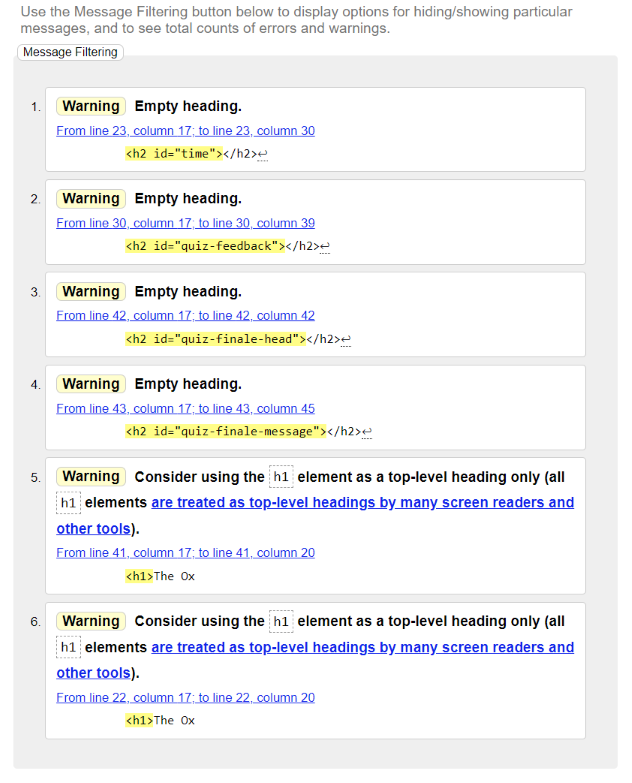 Use the Message Filtering button below to display options for hiding/showing particular
messages, and to see total counts of errors and warnings.
Message Filtering
1. Warning Empty heading.
From line 23, column 17; to line 23, column 30
<h2 id="time"></h2>↩
2. Warning Empty heading.
From line 30, column 17; to line 30, column 39
<h2 id="quiz-feedback"></h2>↩
3. Warning Empty heading.
From line 42, column 17; to line 42, column 42
<h2 id="quiz-finale-head"></h2>↩
4. Warning Empty heading.
From line 43, column 17; to line 43, column 45
<h2 id="quiz-finale-message"></h2>↩
5. Warning Consider using the h1 element as a top-level heading only (all
h1 elements are treated as top-level headings by many screen readers and
other tools).
From line 41, column 17; to line 41, column 20
<h1>The Ox
6. Warning Consider using the h1 element as a top-level heading only (all
h1 elements are treated as top-level headings by many screen readers and
other tools).
From line 22, column 17; to line 22, column 20
<h1>The Ox